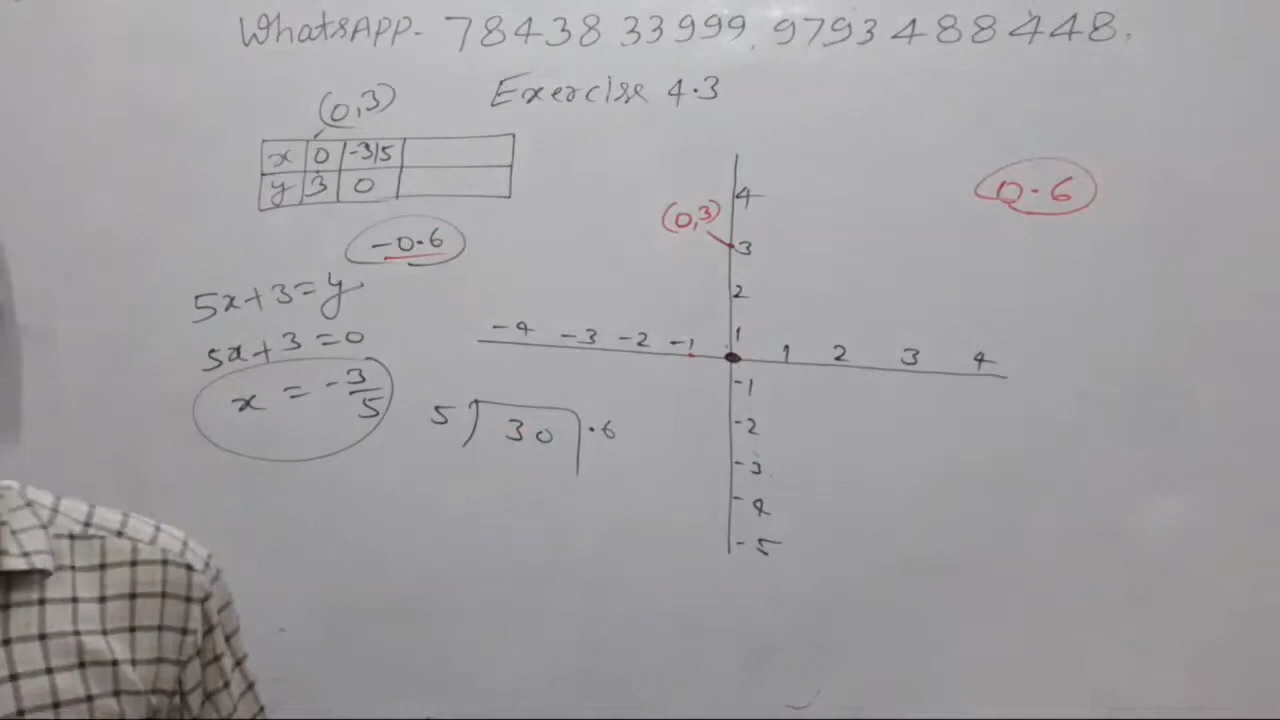 WhatsAPP- 7843833999, 9793488448.
Exercise 4.3
(0,3)
x 0 -3/5
y 3 0
-0.6
5x+3=y
5x+3=0
x = -3/5
5 ) 30 .6
0.6
(0,3)
4
3
2
1
-4 -3 -2 -1 1 2 3 4
-1
-2
-3
-4
-5